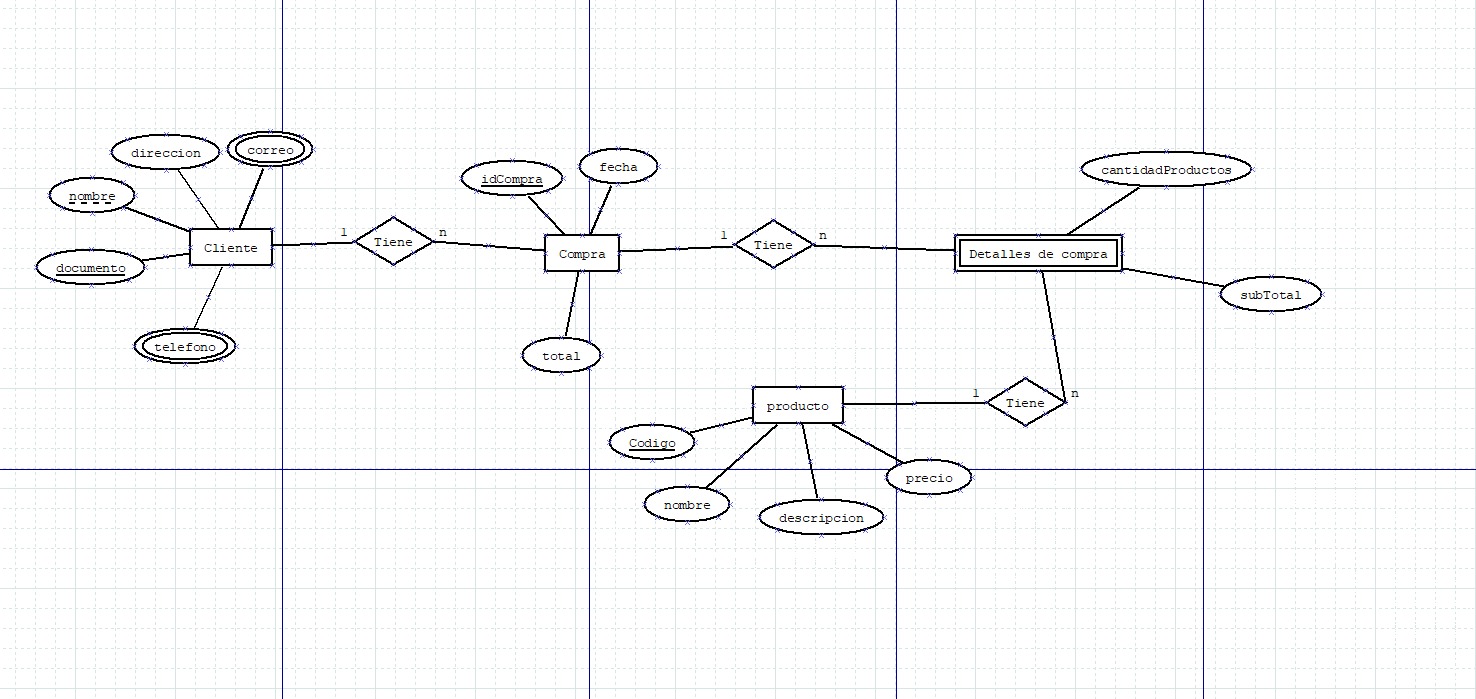 direccion
correo
nombre
documento
telefono
Cliente
1
Tiene
n
idCompra
fecha
Compra
total
1
Tiene
n
cantidadProductos
Detalles de compra
subTotal
producto
1
Tiene
n
Codigo
nombre
descripcion
precio